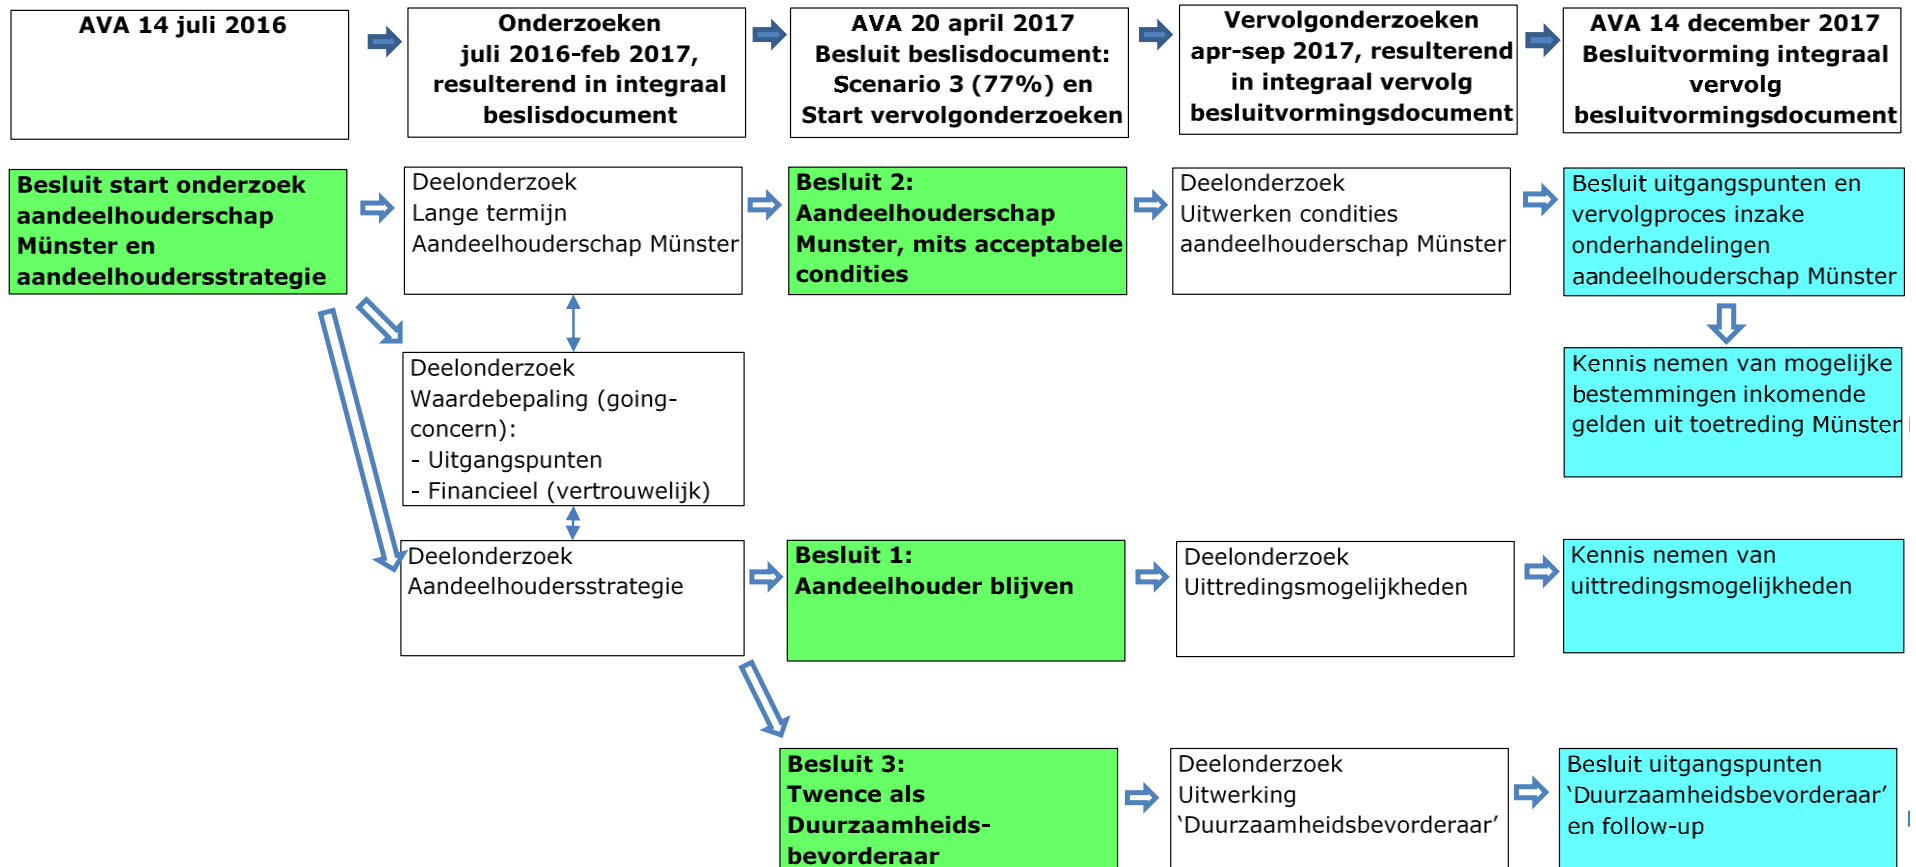 AVA 14 juli 2016
Onderzoeken
juli 2016-feb 2017,
resulterend in integraal
beslisdocument
AVA 20 april 2017
Besluit beslisdocument:
Scenario 3 (77%) en
Start vervolgonderzoeken
Vervolgonderzoeken
apr-sep 2017, resulterend
in integraal vervolg
besluitvormingsdocument
AVA 14 december 2017
Besluitvorming integraal
vervolg
besluitvormingsdocument
Besluit start onderzoek
aandeelhouderschap
Münster en
aandeelhoudersstrategie
Deelonderzoek
Lange termijn
Aandeelhouderschap Münster
Besluit 2:
Aandeelhouderschap
Munster, mits acceptabele
condities
Deelonderzoek
Uitwerken condities
aandeelhouderschap Münster
Besluit uitgangspunten en
vervolgproces inzake
onderhandelingen
aandeelhouderschap Münster
Deelonderzoek
Waardebepaling (going-
concern):
- Uitgangspunten
- Financieel (vertrouwelijk)
Kennis nemen van mogelijke
bestemmingen inkomende
gelden uit toetreding Münster
Deelonderzoek
Aandeelhoudersstrategie
Besluit 1:
Aandeelhouder blijven
Deelonderzoek
Uittredingsmogelijkheden
Kennis nemen van
uittredingsmogelijkheden
Besluit 3:
Twence als
Duurzaamheids-
bevorderaar
Deelonderzoek
Uitwerking
‘Duurzaamheidsbevorderaar’
Besluit uitgangspunten
‘Duurzaamheidsbevorderaar’
en follow-up